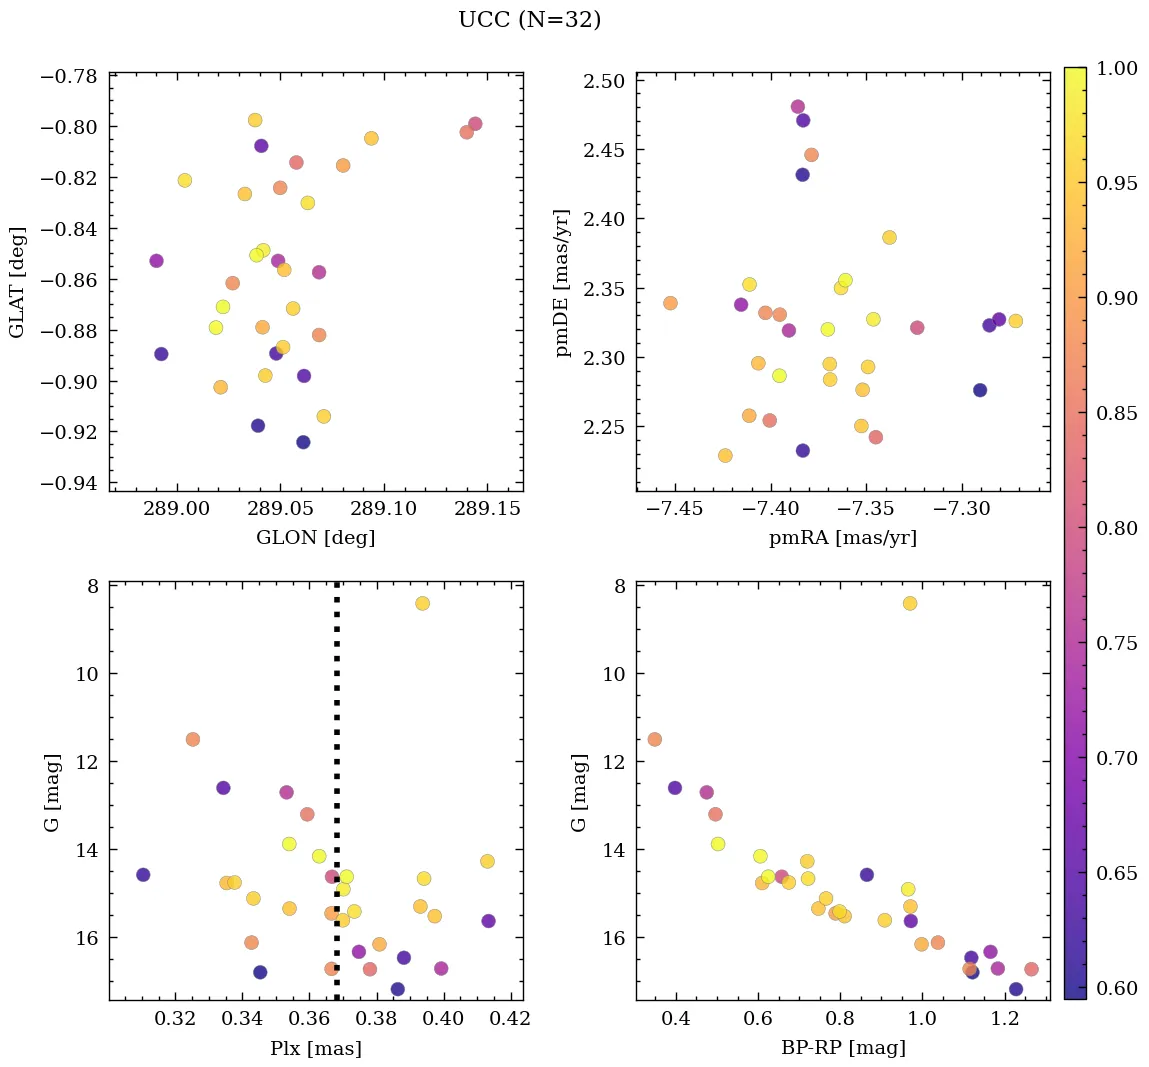 UCC (N=32)
−0.78
−0.80
−0.82
−0.84
−0.86
−0.88
−0.90
−0.92
−0.94
GLAT [deg]
289.00 289.05 289.10 289.15
GLON [deg]
2.50
2.45
2.40
2.35
2.30
2.25
pmDE [mas/yr]
−7.45 −7.40 −7.35 −7.30
pmRA [mas/yr]
8
10
12
14
16
G [mag]
0.32 0.34 0.36 0.38 0.40 0.42
Plx [mas]
8
10
12
14
16
G [mag]
0.4 0.6 0.8 1.0 1.2
BP-RP [mag]
1.00
0.95
0.90
0.85
0.80
0.75
0.70
0.65
0.60